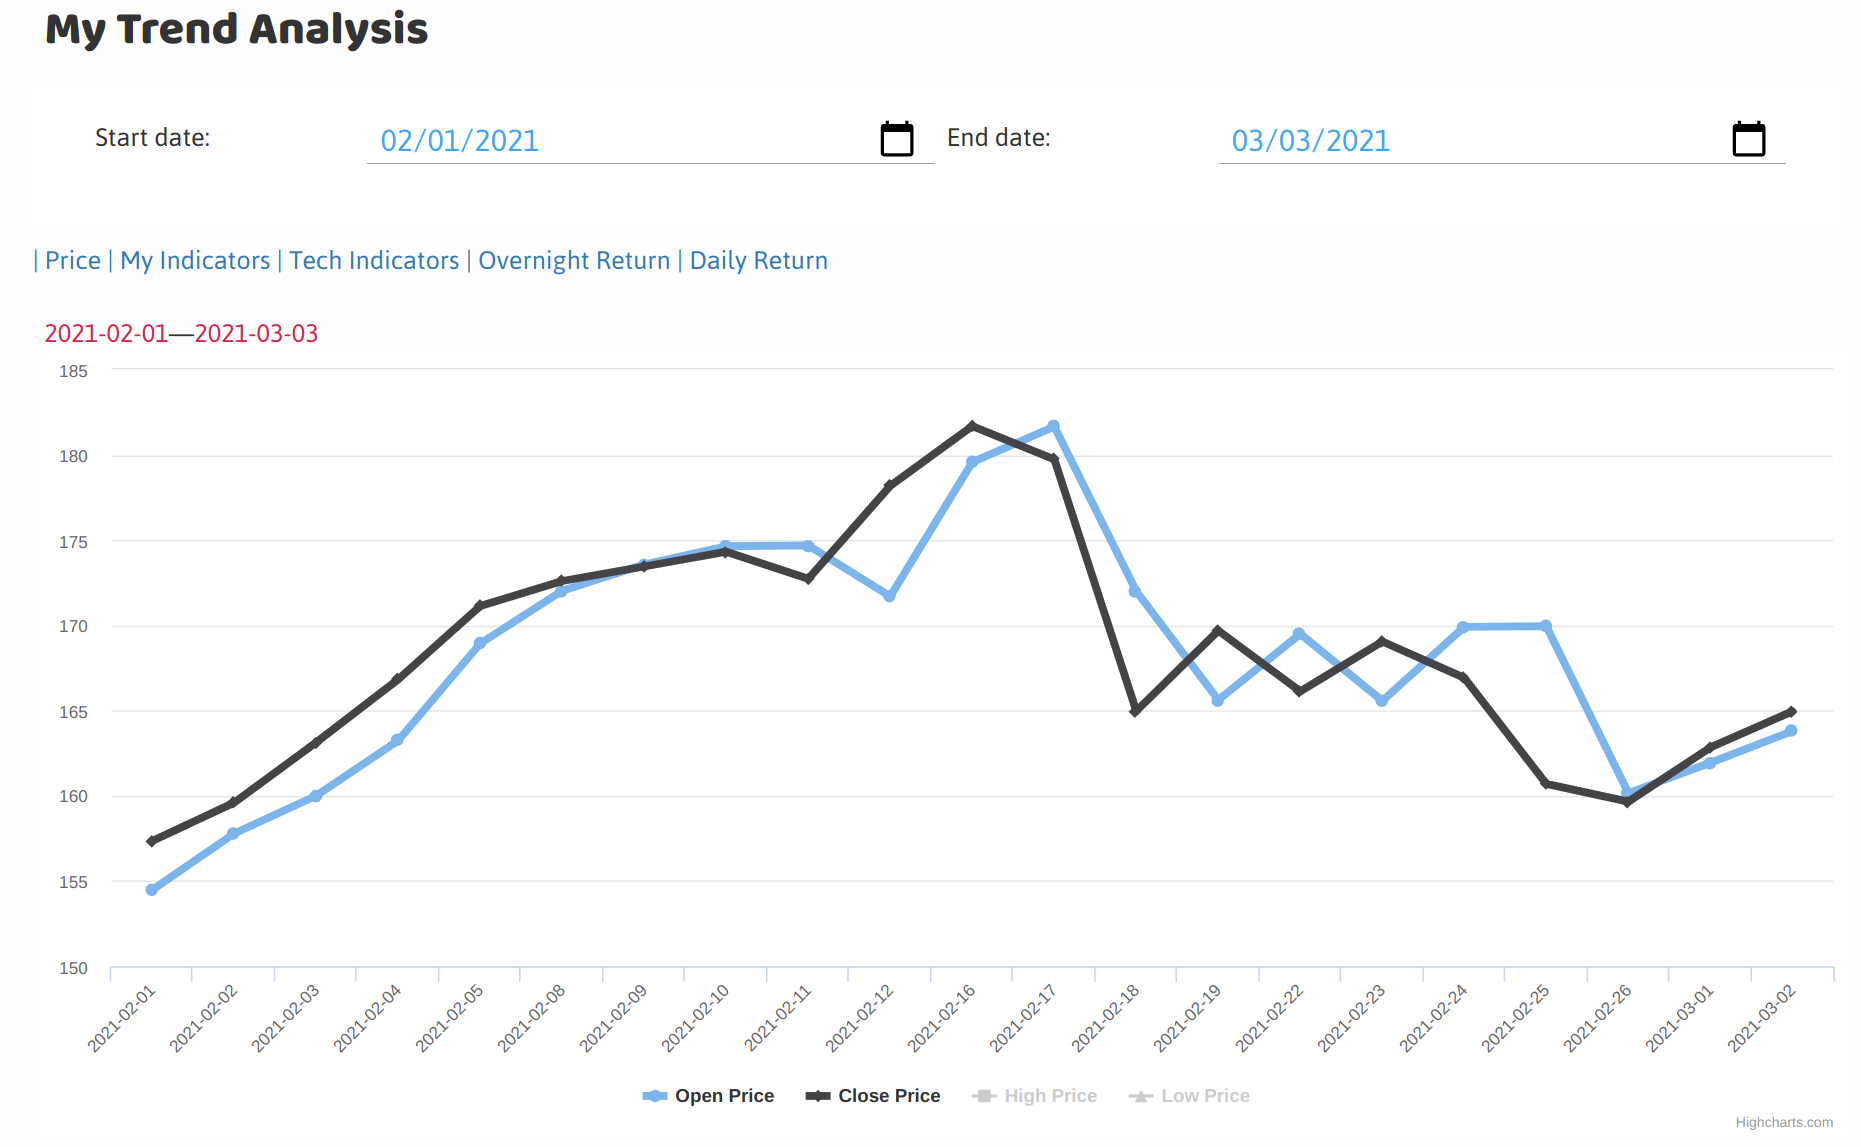 My Trend Analysis
Start date: 02/01/2021 End date: 03/03/2021
| Price | My Indicators | Tech Indicators | Overnight Return | Daily Return
2021-02-01—2021-03-03
185
180
175
170
165
160
155
150
2021-02-01 2021-02-02 2021-02-03 2021-02-04 2021-02-05 2021-02-08 2021-02-09 2021-02-10 2021-02-11 2021-02-12 2021-02-16 2021-02-17 2021-02-18 2021-02-19 2021-02-22 2021-02-23 2021-02-24 2021-02-25 2021-02-26 2021-03-01 2021-03-02
Open Price Close Price High Price Low Price
Highcharts.com